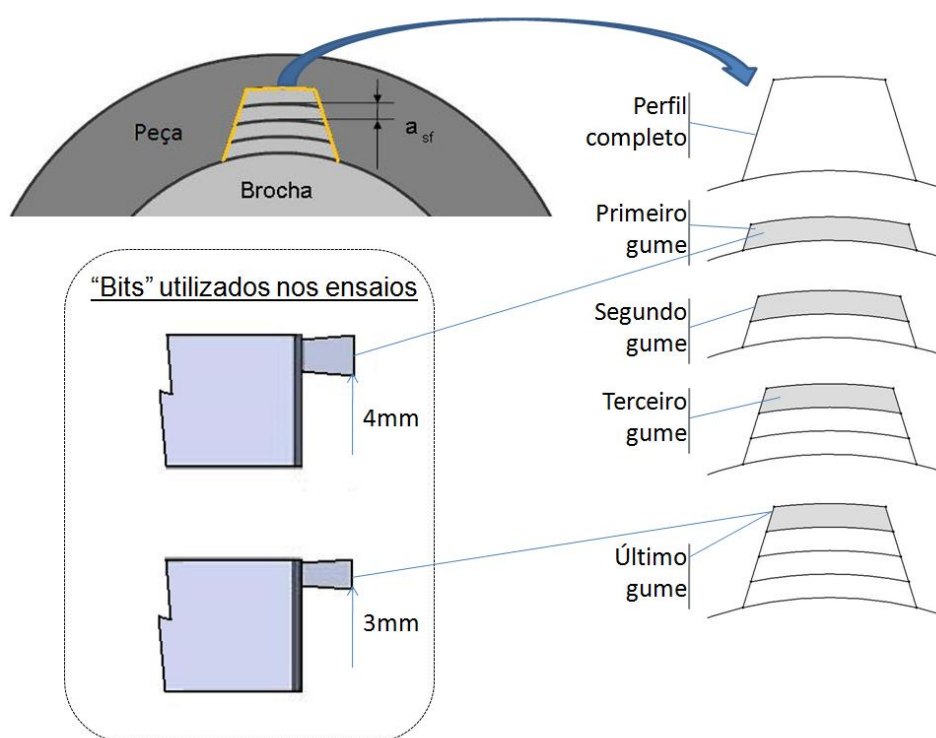 Peça
a sf
Brocha
Perfil
completo
Primeiro
gume
Segundo
gume
Terceiro
gume
Último
gume
“Bits” utilizados nos ensaios
4mm
3mm